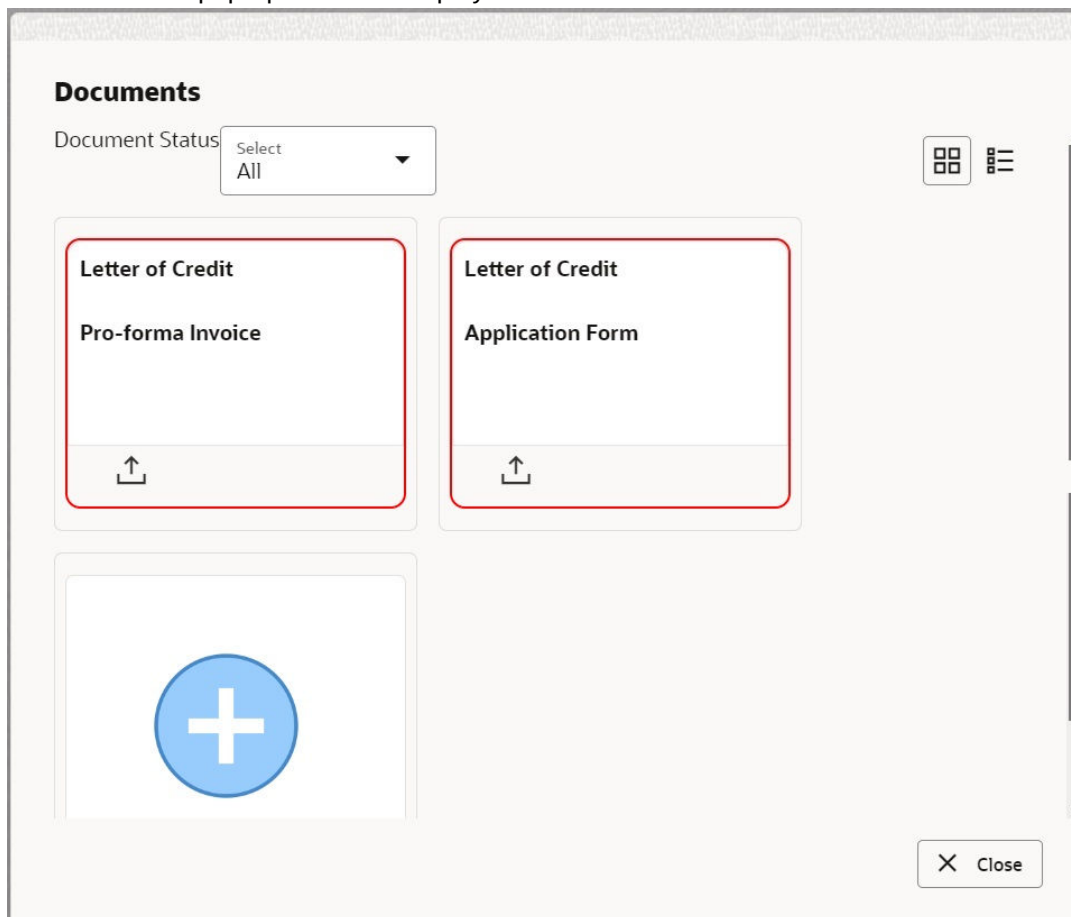 Documents
Document Status
Select
All
Letter of Credit
Pro-forma Invoice
Letter of Credit
Application Form
Close